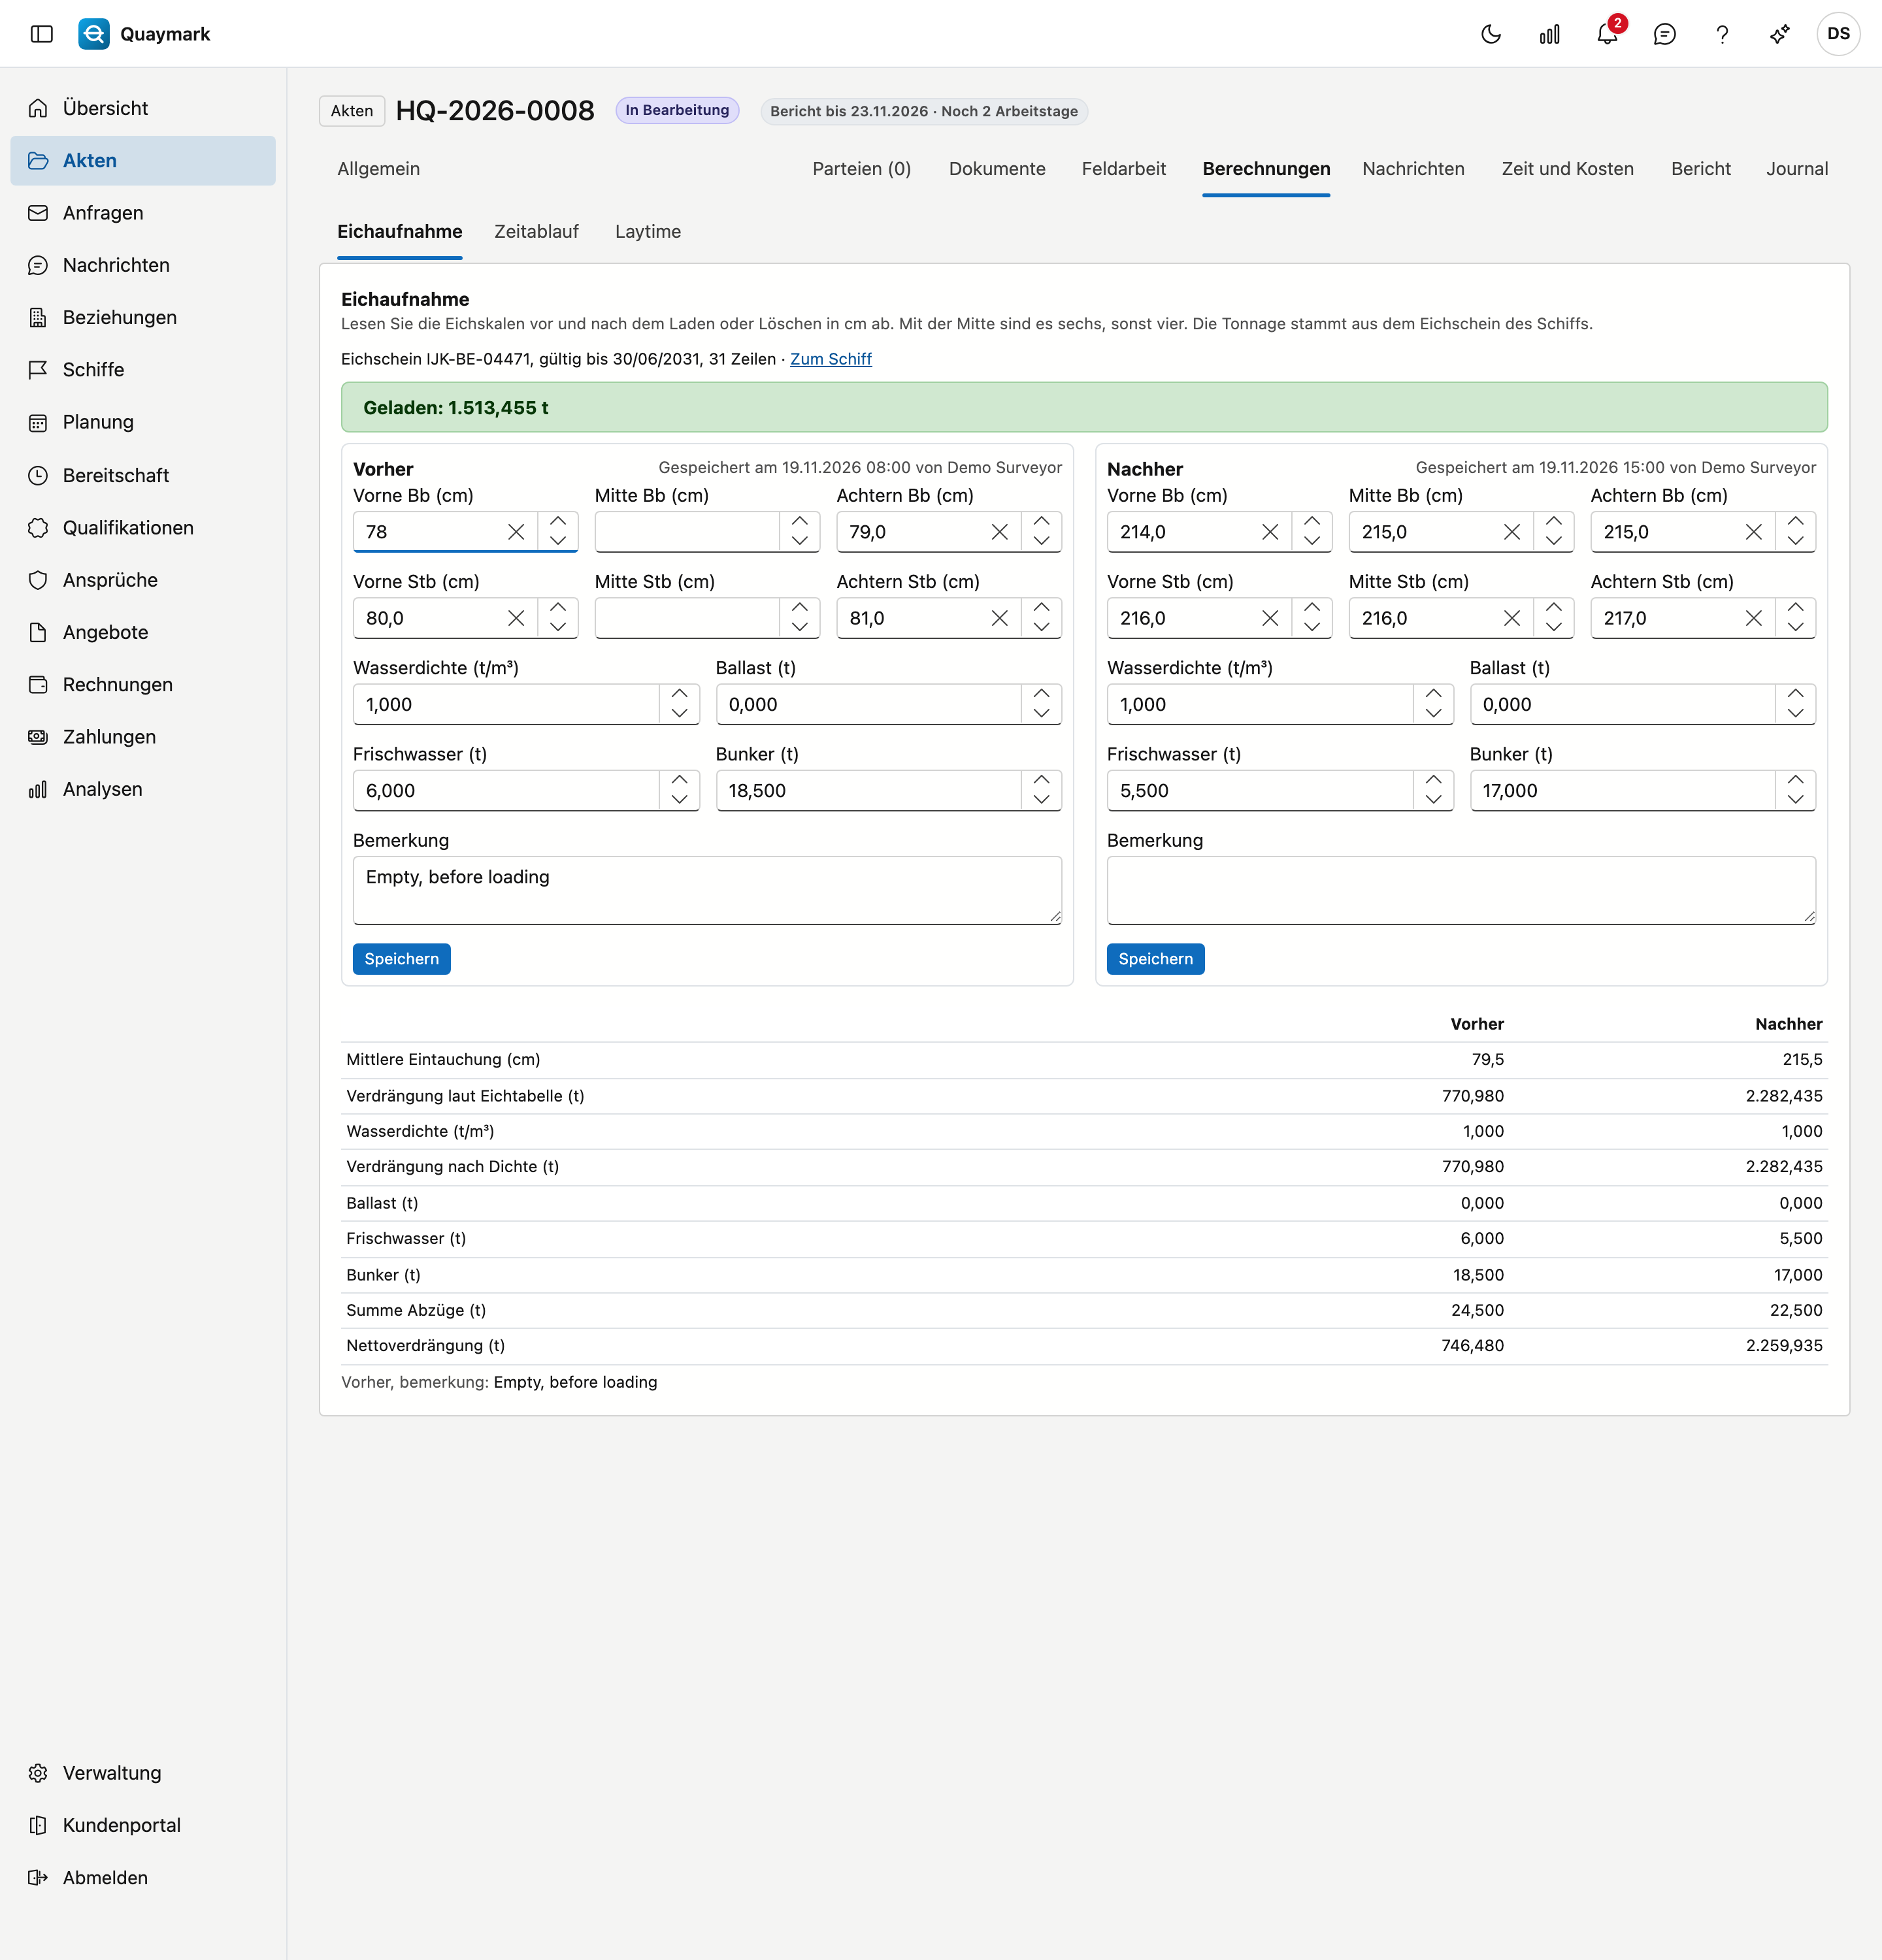 Quaymark
2
DS
Übersicht
Akten
Anfragen
Nachrichten
Beziehungen
Schiffe
Planung
Bereitschaft
Qualifikationen
Ansprüche
Angebote
Rechnungen
Zahlungen
Analysen
Verwaltung
Kundenportal
Abmelden
Akten HQ-2026-0008 In Bearbeitung Bericht bis 23.11.2026 · Noch 2 Arbeitstage
Allgemein Parteien (0) Dokumente Feldarbeit Berechnungen Nachrichten Zeit und Kosten Bericht Journal
Eichaufnahme Zeitablauf Laytime
Eichaufnahme
Lesen Sie die Eichskalen vor und nach dem Laden oder Löschen in cm ab. Mit der Mitte sind es sechs, sonst vier. Die Tonnage stammt aus dem Eichschein des Schiffs.
Eichschein IJK-BE-04471, gültig bis 30/06/2031, 31 Zeilen · Zum Schiff
Geladen: 1.513,455 t
Vorher Gespeichert am 19.11.2026 08:00 von Demo Surveyor
Vorne Bb (cm) Mitte Bb (cm) Achtern Bb (cm)
78 79,0
Vorne Stb (cm) Mitte Stb (cm) Achtern Stb (cm)
80,0 81,0
Wasserdichte (t/m³) Ballast (t)
1,000 0,000
Frischwasser (t) Bunker (t)
6,000 18,500
Bemerkung
Empty, before loading
Speichern
Nachher Gespeichert am 19.11.2026 15:00 von Demo Surveyor
Vorne Bb (cm) Mitte Bb (cm) Achtern Bb (cm)
214,0 215,0 215,0
Vorne Stb (cm) Mitte Stb (cm) Achtern Stb (cm)
216,0 216,0 217,0
Wasserdichte (t/m³) Ballast (t)
1,000 0,000
Frischwasser (t) Bunker (t)
5,500 17,000
Bemerkung
Speichern
Vorher Nachher
Mittlere Eintauchung (cm) 79,5 215,5
Verdrängung laut Eichtabelle (t) 770,980 2.282,435
Wasserdichte (t/m³) 1,000 1,000
Verdrängung nach Dichte (t) 770,980 2.282,435
Ballast (t) 0,000 0,000
Frischwasser (t) 6,000 5,500
Bunker (t) 18,500 17,000
Summe Abzüge (t) 24,500 22,500
Nettoverdrängung (t) 746,480 2.259,935
Vorher, bemerkung: Empty, before loading